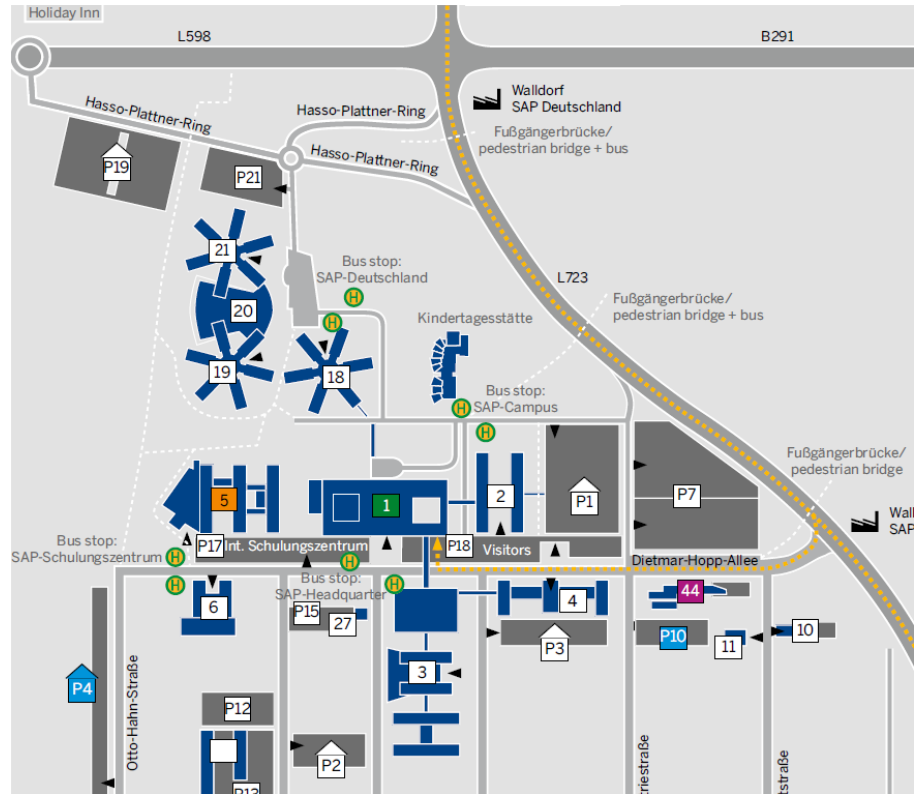 Holiday Inn
L598
B291
Hasso-Plattner-Ring
Hasso-Plattner-Ring
Hasso-Plattner-Ring
Walldorf
SAP Deutschland
Fußgängerbrücke/
pedestrian bridge + bus
P19
P21
21
20
19
18
Bus stop:
SAP-Deutschland
H
H
L723
Fußgängerbrücke/
pedestrian bridge + bus
Kindertagesstätte
Bus stop:
SAP-Campus
H
H
Fußgängerbrücke/
pedestrian bridge
5
1
2
P1
P7
Wall
SAP
Bus stop:
SAP-Schulungszentrum
H
H
P17
Int. Schulungszentrum
H
P18
Visitors
Dietmar-Hopp-Allee
Bus stop:
SAP-Headquarter
H
6
P15
27
4
44
P3
P10
11
10
3
P4
Otto-Hahn-Straße
P12
P2
P13
triestraße
tstraße